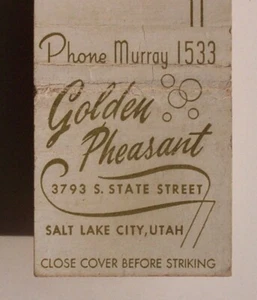 Phone Murray 1533
Golden
Pheasant
3793 S. STATE STREET
SALT LAKE CITY, UTAH
CLOSE COVER BEFORE STRIKING